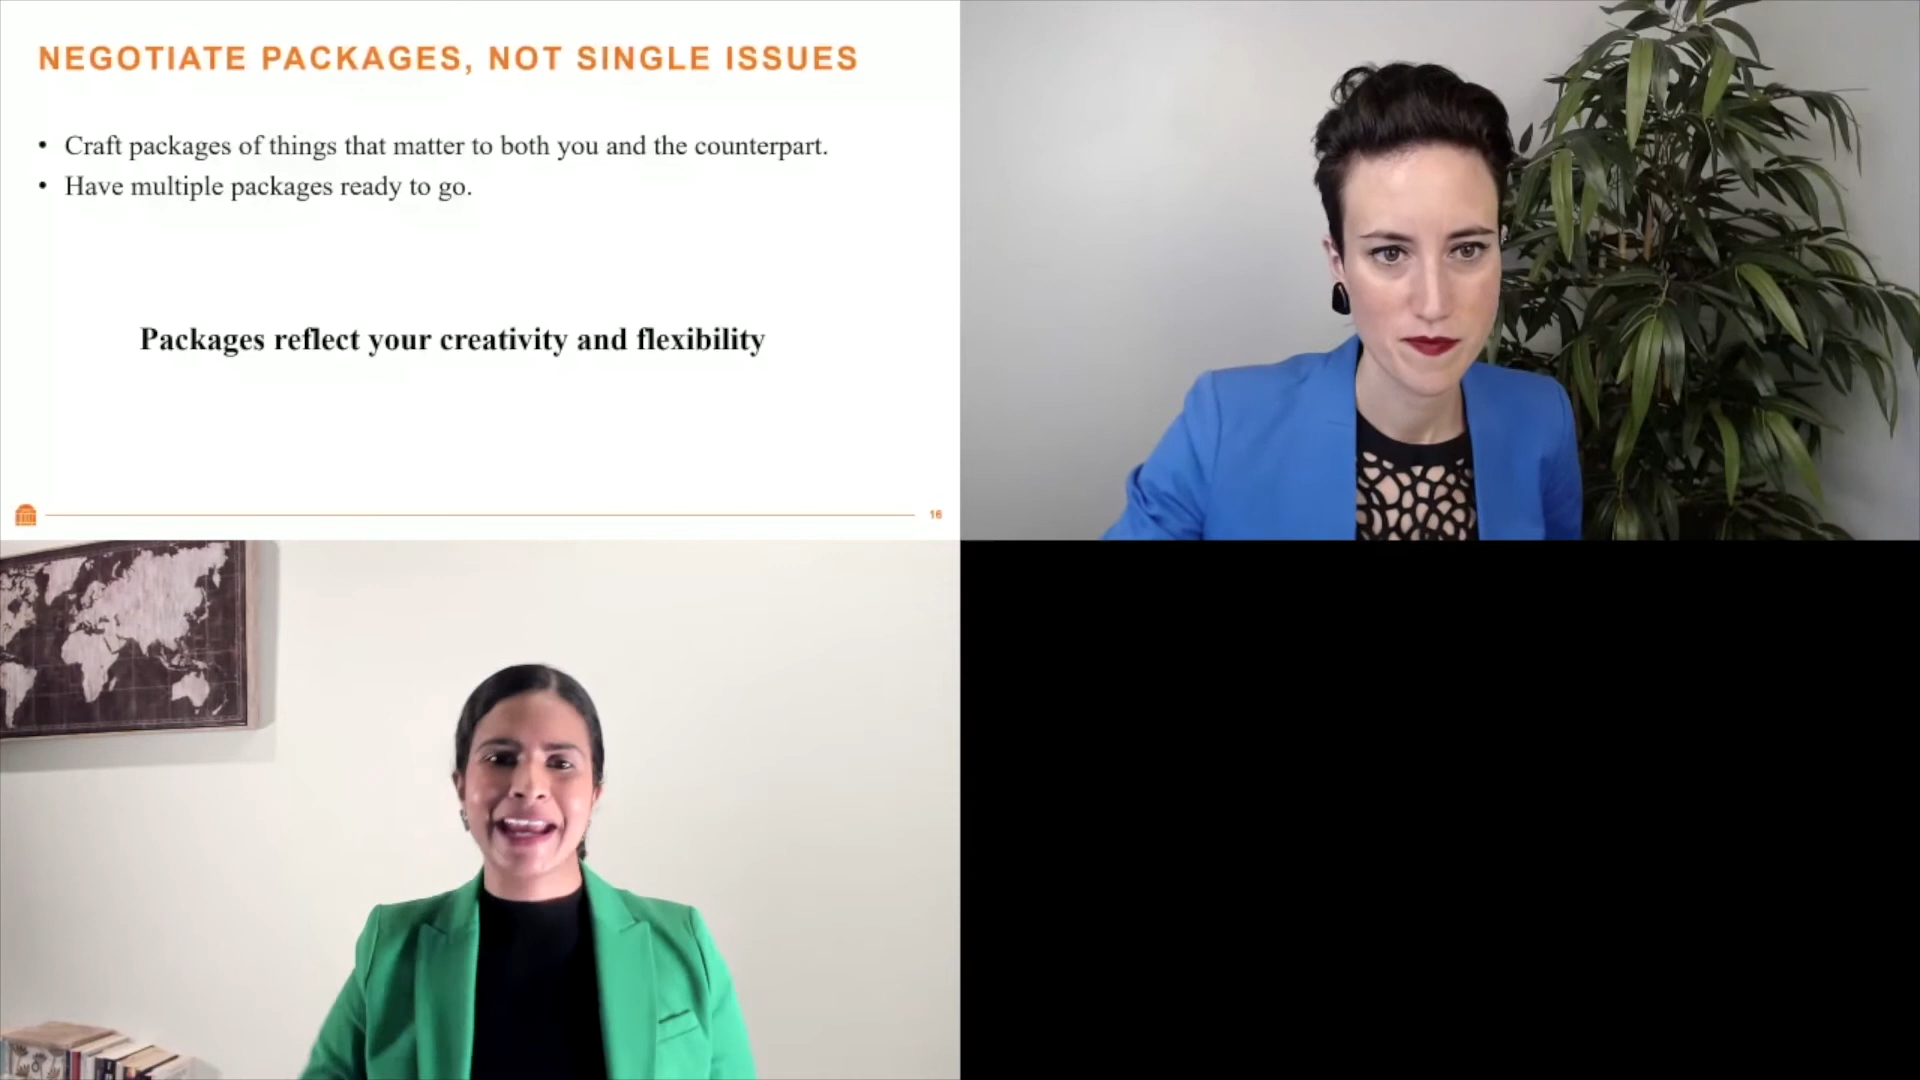 NEGOTIATE PACKAGES, NOT SINGLE ISSUES
• Craft packages of things that matter to both you and the counterpart.
• Have multiple packages ready to go.
Packages reflect your creativity and flexibility
16